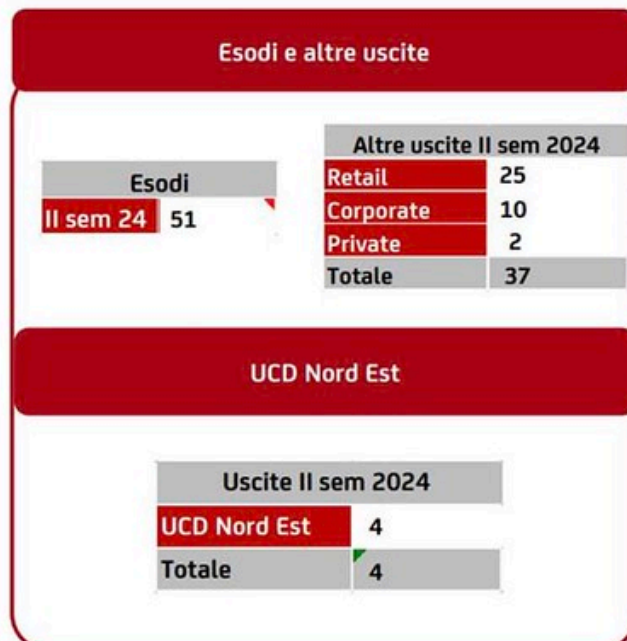 Esodi e altre uscite
Esodi
II sem 24 51
Altre uscite II sem 2024
Retail 25
Corporate 10
Private 2
Totale 37
UCD Nord Est
Uscite II sem 2024
UCD Nord Est 4
Totale 4